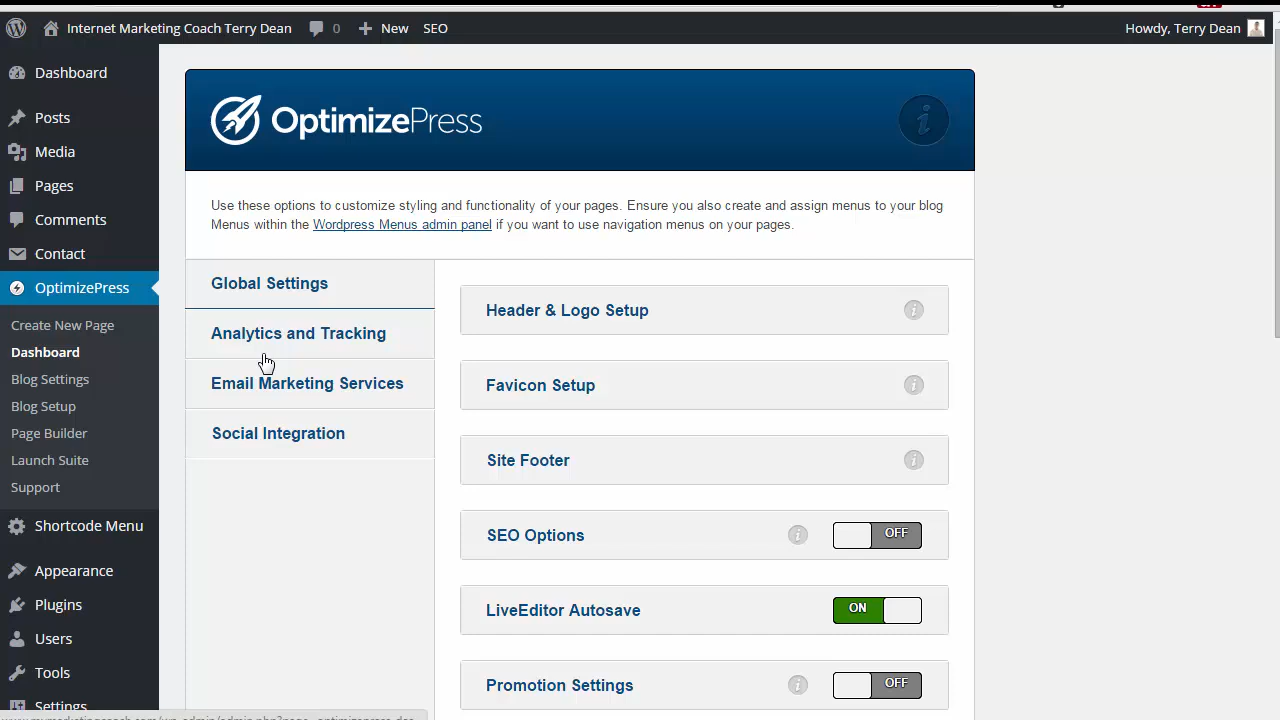 Internet Marketing Coach Terry Dean 0 New SEO Howdy, Terry Dean
Dashboard
Posts
Media
Pages
Comments
Contact
OptimizePress
Create New Page
Dashboard
Blog Settings
Blog Setup
Page Builder
Launch Suite
Support
Shortcode Menu
Appearance
Plugins
Users
Tools
Settings
OptimizePress
Use these options to customize styling and functionality of your pages. Ensure you also create and assign menus to your blog
Menus within the Wordpress Menus admin panel if you want to use navigation menus on your pages.
Global Settings
Analytics and Tracking
Email Marketing Services
Social Integration
Header & Logo Setup
Favicon Setup
Site Footer
SEO Options OFF
LiveEditor Autosave ON
Promotion Settings OFF